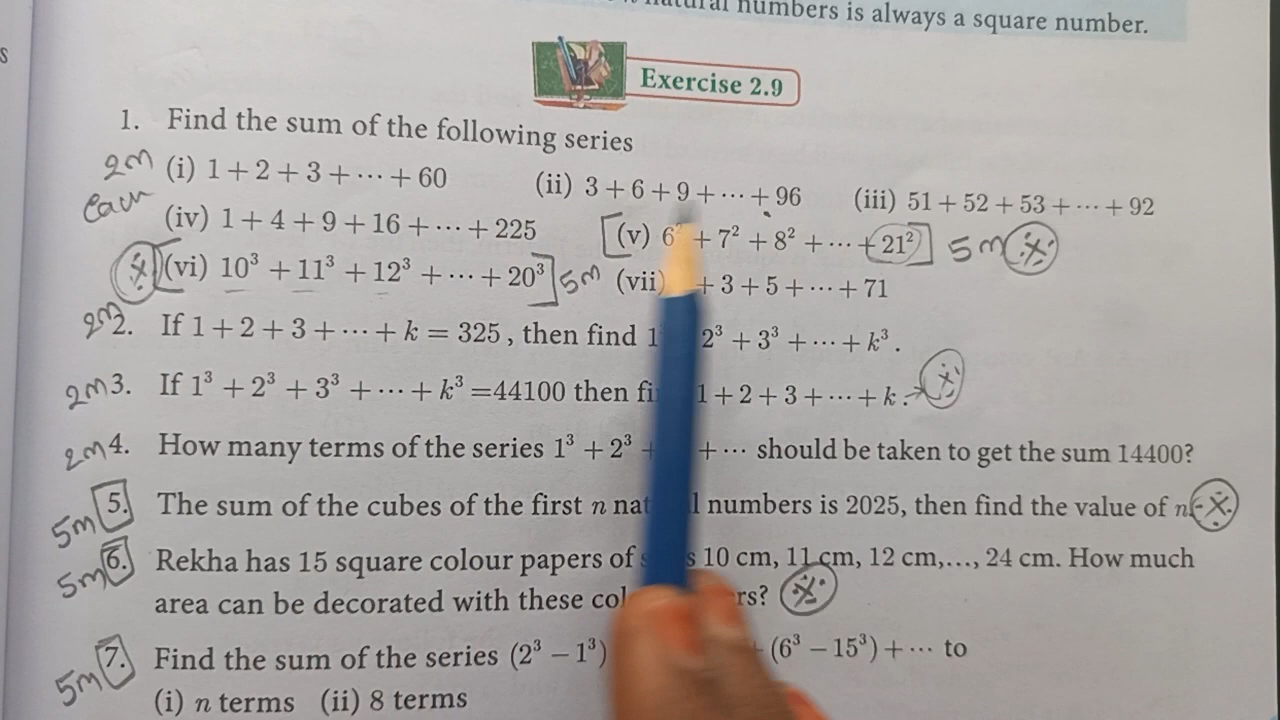 natural numbers is always a square number.
s
Exercise 2.9
1. Find the sum of the following series
2M (i) 1 + 2 + 3 + ⋯ + 60 (ii) 3 + 6 + 9 + ⋯ + 96 (iii) 51 + 52 + 53 + ⋯ + 92
Each (iv) 1 + 4 + 9 + 16 + ⋯ + 225 [(v) 6² + 7² + 8² + ⋯ + 21²] 5M
(vi) 10³ + 11³ + 12³ + ⋯ + 20³] 5M (vii) + 3 + 5 + ⋯ + 71
2M 2. If 1 + 2 + 3 + ⋯ + k = 325, then find 1 2³ + 3³ + ⋯ + k³.
2M 3. If 1³ + 2³ + 3³ + ⋯ + k³ =44100 then 1 + 2 + 3 + ⋯ + k.
2M 4. How many terms of the series 1³ + 2³ + + ⋯ should be taken to get the sum 14400?
5M 5. The sum of the cubes of the first n numbers is 2025, then find the value of n.
5M 6. Rekha has 15 square colour papers of 10 cm, 11 cm, 12 cm,…, 24 cm. How much
area can be decorated with these
5M 7. Find the sum of the series (2³ − 1³) (6³ − 15³) + ⋯ to
(i) n terms (ii) 8 terms